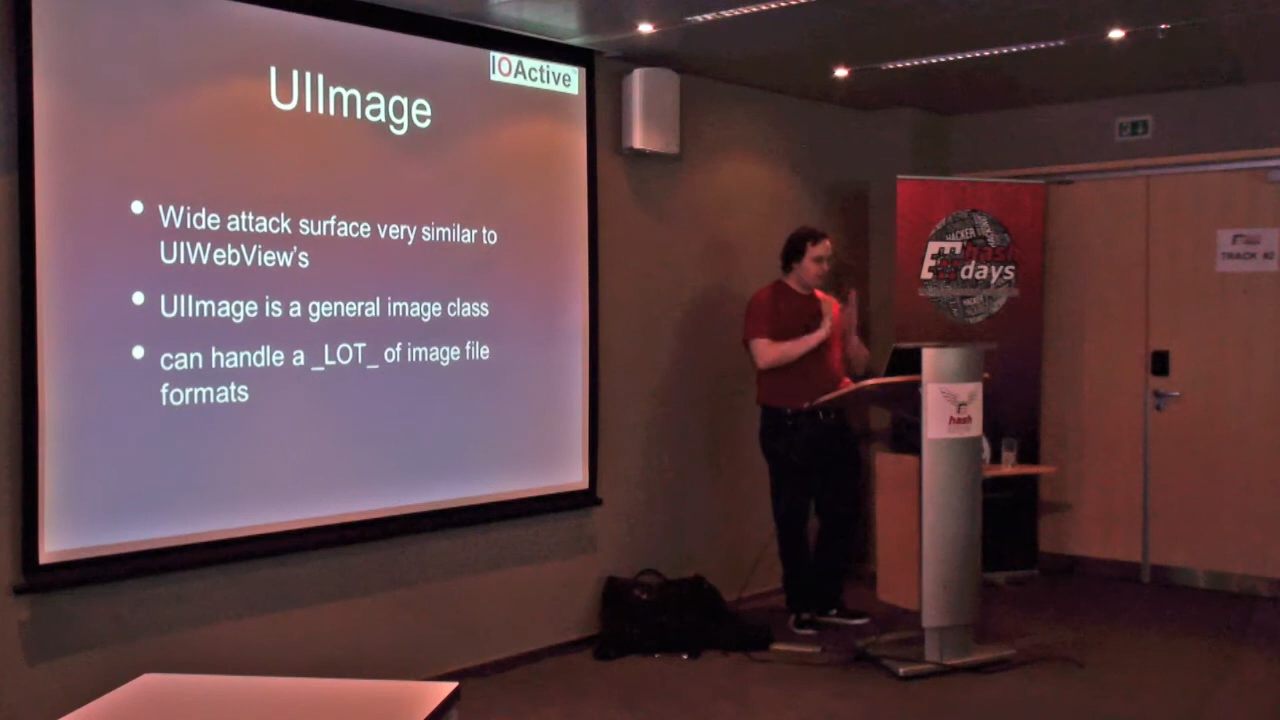 IOActive
UIImage
Wide attack surface very similar to
UIWebView's
UIImage is a general image class
can handle a _LOT_ of image file
formats
HACKER
hash
days
TRACK #2
hash